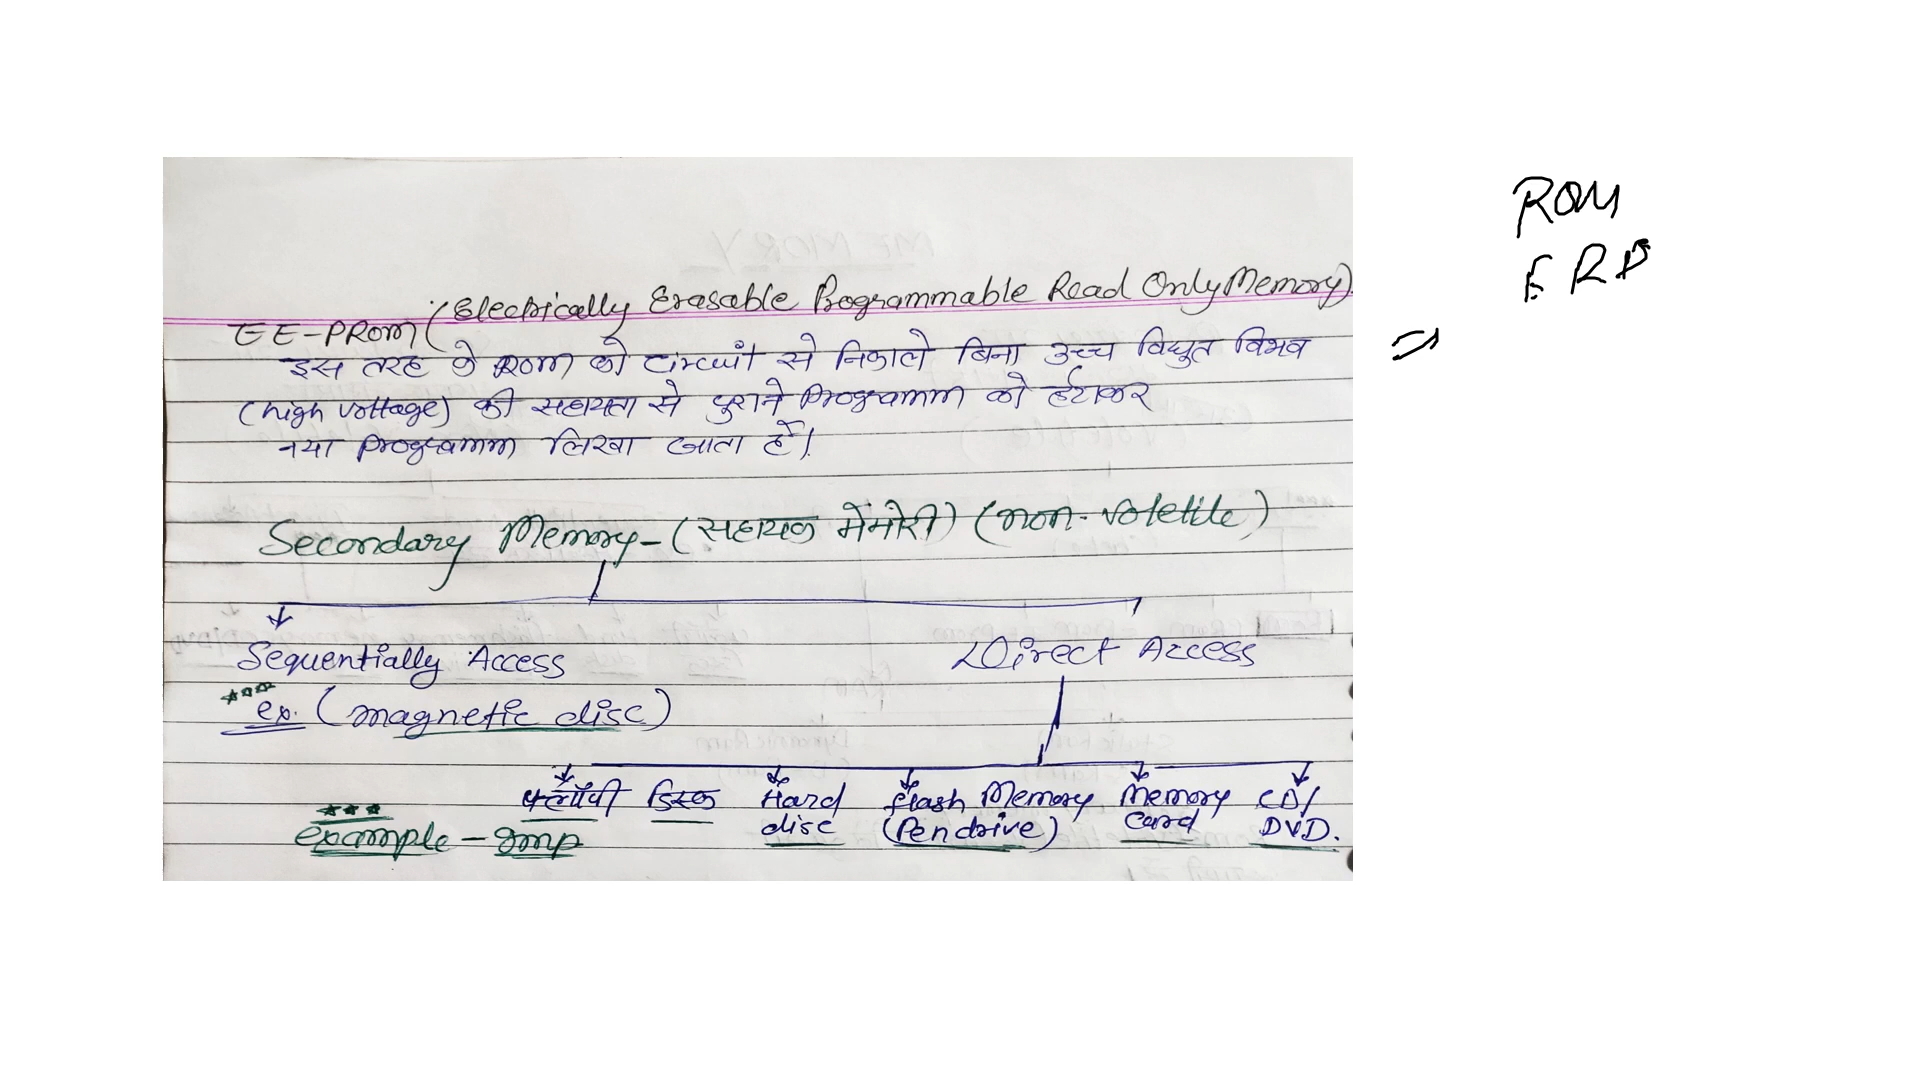 (Electrically Erasable Programmable Read Only Memory)
EE-PROM
इस तरह के ROM को circuit से निकाले बिना उच्च विद्युत विभव
(high voltage) की सहायता से पुराने Programm को हटाकर
नया Programm लिखा जाता है।
Secondary Memory - (सहायक मेमोरी) (non-voletile)
Sequentially Access
Direct Access
*** ex. (magnetic disc)
फ्लॉपी डिस्क
Hard disc
flash Memory (Pendrive)
Memory card
CD/ DVD.
*** example - Imp
ROM